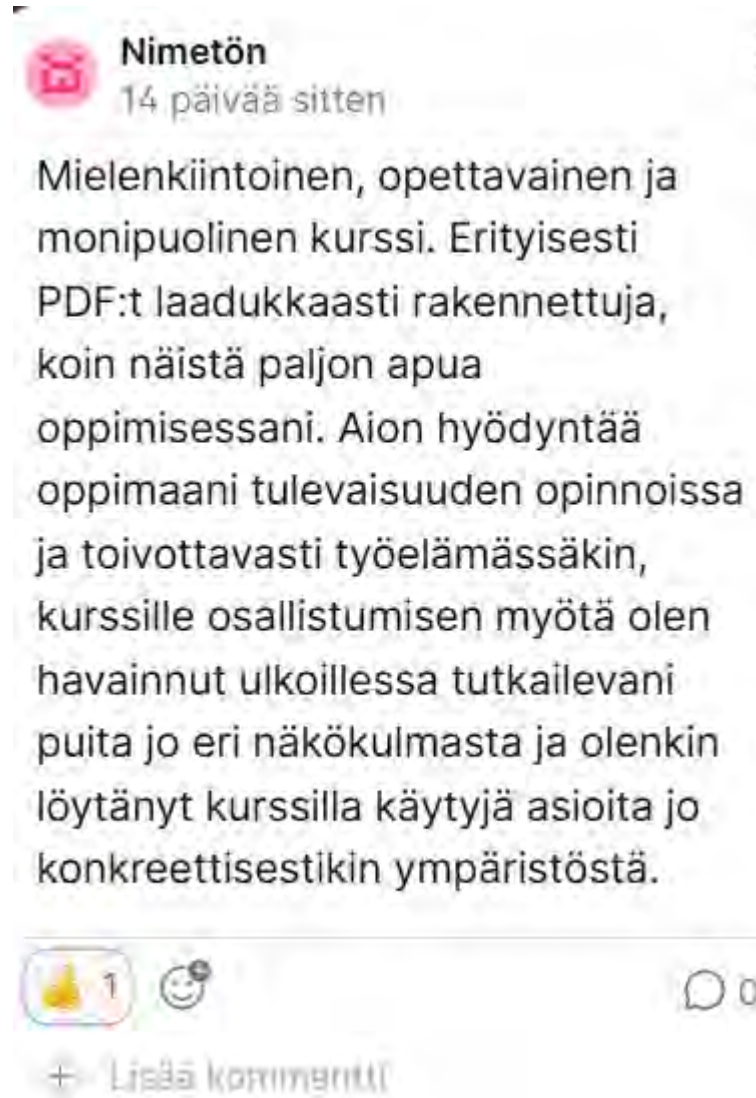 Nimetön
14 päivää sitten
Mielenkiintoinen, opettavainen ja
monipuolinen kurssi. Erityisesti
PDF:t laadukkaasti rakennettuja,
koin näistä paljon apua
oppimisessani. Aion hyödyntää
oppimaani tulevaisuuden opinnoissa
ja toivottavasti työelämässäkin,
kurssille osallistumisen myötä olen
havainnut ulkoillessa tutkailevani
puita jo eri näkökulmasta ja olenkin
löytänyt kurssilla käytyjä asioita jo
konkreettisestikin ympäristöstä.
1 0
+ Lisää kommentti